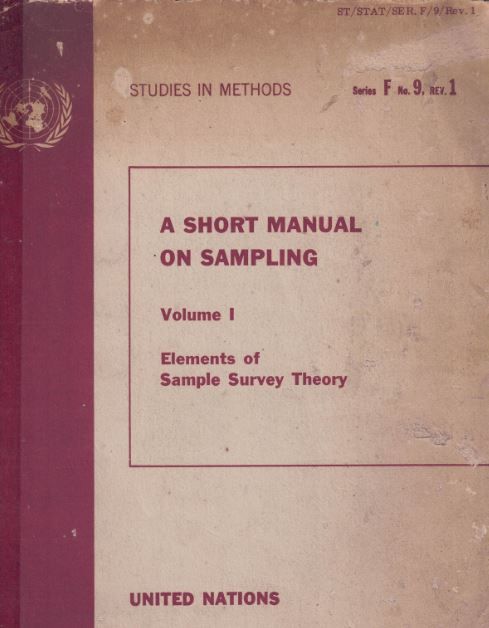 ST/STAT/SER.F/9/Rev.1
STUDIES IN METHODS
Series F No. 9, REV. 1
A SHORT MANUAL
ON SAMPLING
Volume I
Elements of
Sample Survey Theory
UNITED NATIONS